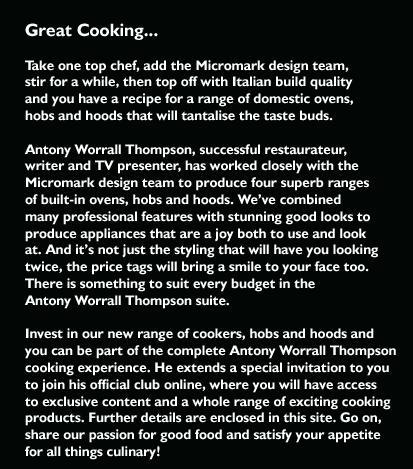 Great Cooking...
Take one top chef, add the Micromark design team,
stir for a while, then top off with Italian build quality
and you have a recipe for a range of domestic ovens,
hobs and hoods that will tantalise the taste buds.
Antony Worrall Thompson, successful restaurateur,
writer and TV presenter, has worked closely with the
Micromark design team to produce four superb ranges
of built-in ovens, hobs and hoods. We've combined
many professional features with stunning good looks to
produce appliances that are a joy both to use and look
at. And it's not just the styling that will have you looking
twice, the price tags will bring a smile to your face too.
There is something to suit every budget in the
Antony Worrall Thompson suite.
Invest in our new range of cookers, hobs and hoods and
you can be part of the complete Antony Worrall Thompson
cooking experience. He extends a special invitation to you
to join his official club online, where you will have access
to exclusive content and a whole range of exciting cooking
products. Further details are enclosed in this site. Go on,
share our passion for good food and satisfy your appetite
for all things culinary!